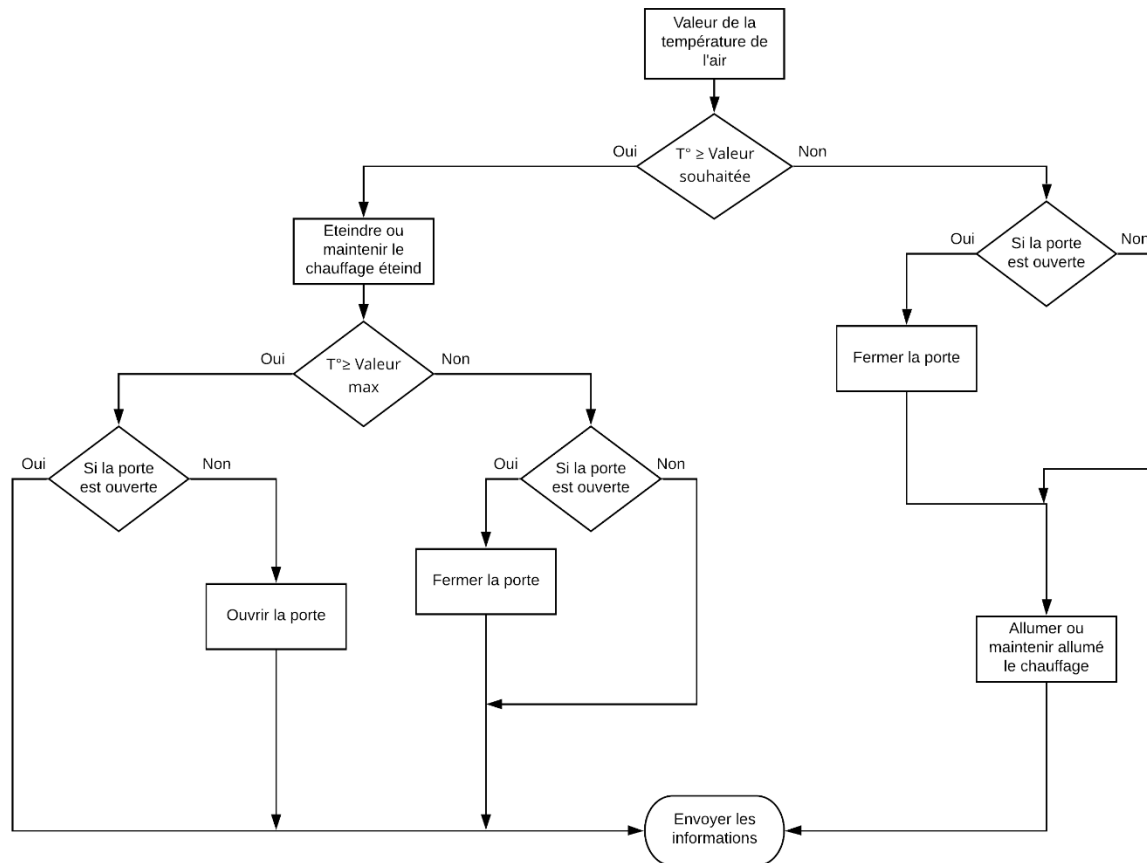 Valeur de la
température de
l'air
Oui
T° ≥ Valeur
souhaitée
Non
Eteindre ou
maintenir le
chauffage éteind
Oui
Si la porte
est ouverte
Non
Oui
T°≥ Valeur
max
Non
Fermer la porte
Oui
Si la porte
est ouverte
Non
Oui
Si la porte
est ouverte
Non
Ouvrir la porte
Fermer la porte
Allumer ou
maintenir allumé
le chauffage
Envoyer les
informations